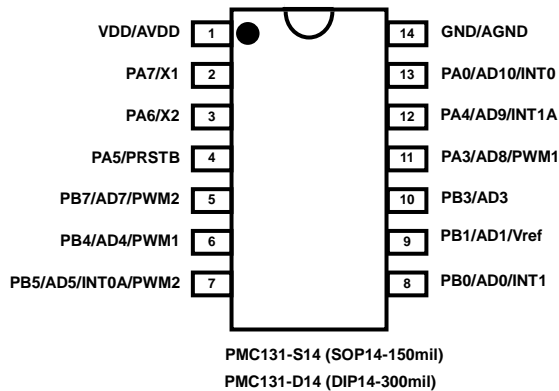 VDD/AVDD 1 14 GND/AGND
PA7/X1 2 13 PA0/AD10/INT0
PA6/X2 3 12 PA4/AD9/INT1A
PA5/PRSTB 4 11 PA3/AD8/PWM1
PB7/AD7/PWM2 5 10 PB3/AD3
PB4/AD4/PWM1 6 9 PB1/AD1/Vref
PB5/AD5/INT0A/PWM2 7 8 PB0/AD0/INT1
PMC131-S14 (SOP14-150mil)
PMC131-D14 (DIP14-300mil)